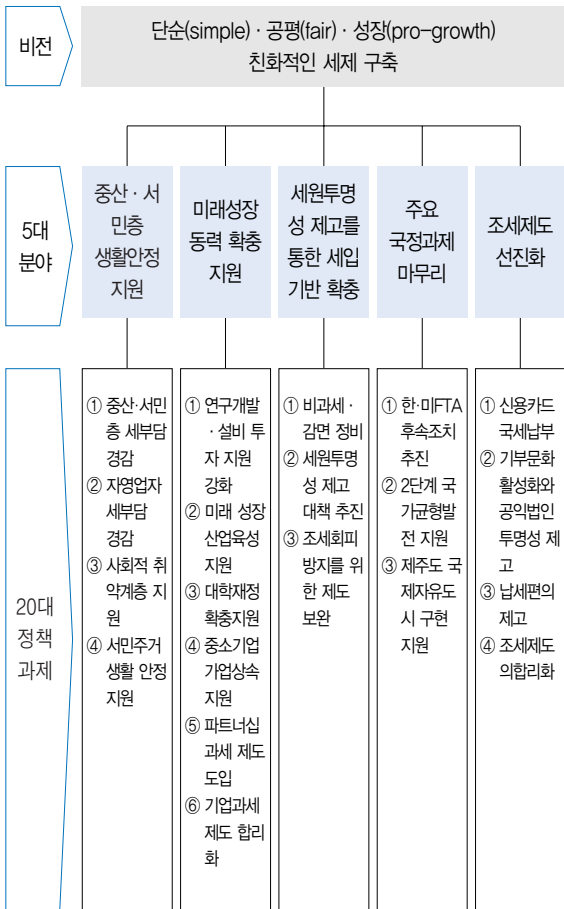 비전
단순(simple) · 공평(fair) · 성장(pro-growth)
친화적인 세제 구축
5대
분야
중산 · 서
민층
생활안정
지원
미래성장
동력 확충
지원
세원투명
성 제고를
통한 세입
기반 확충
주요
국정과제
마무리
조세제도
선진화
20대
정책
과제
① 중산·서민
층 세부담
경감
② 자영업자
세부담
경감
③ 사회적 취
약계층 지
원
④ 서민주거
생활 안정
지원
① 연구개발
· 설비 투
자 지원
강화
② 미래 성장
산업육성
지원
③ 대학재정
확충지원
④ 중소기업
가업상속
지원
⑤ 파트너십
과세 제도
도입
⑥ 기업과세
제도 합리
화
① 비과세 ·
감면 정비
② 세원투명
성 제고
대책 추진
③ 조세회피
방지를 위
한 제도
보완
① 한·미FTA
후속조치
추진
② 2단계 국
가균형발
전 지원
③ 제주도 국
제자유도
시 구현
지원
① 신용카드
국세납부
② 기부문화
활성화와
공익법인
투명성 제
고
③ 납세편의
제고
④ 조세제도
의합리화